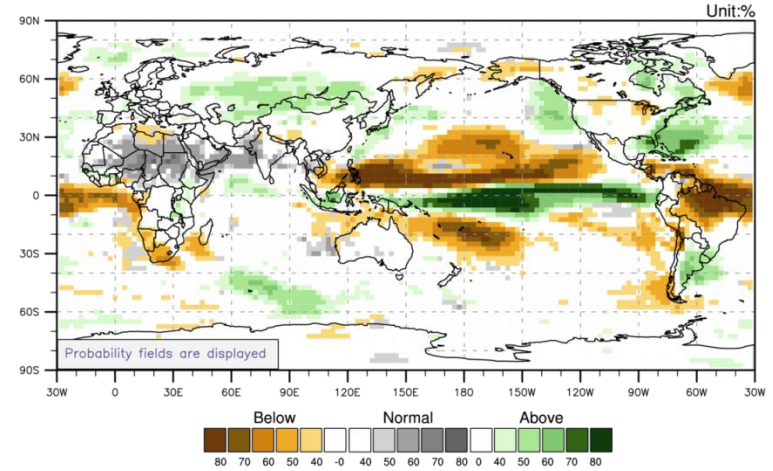 Unit:%
90N
60N
30N
0
30S
60S
90S
Probability fields are displayed
30W 0 30E 60E 90E 120E 150E 180 150W 120W 90W 60W 30W
Below Normal Above
80 70 60 50 40 -0 40 50 60 70 80 0 40 50 60 70 80